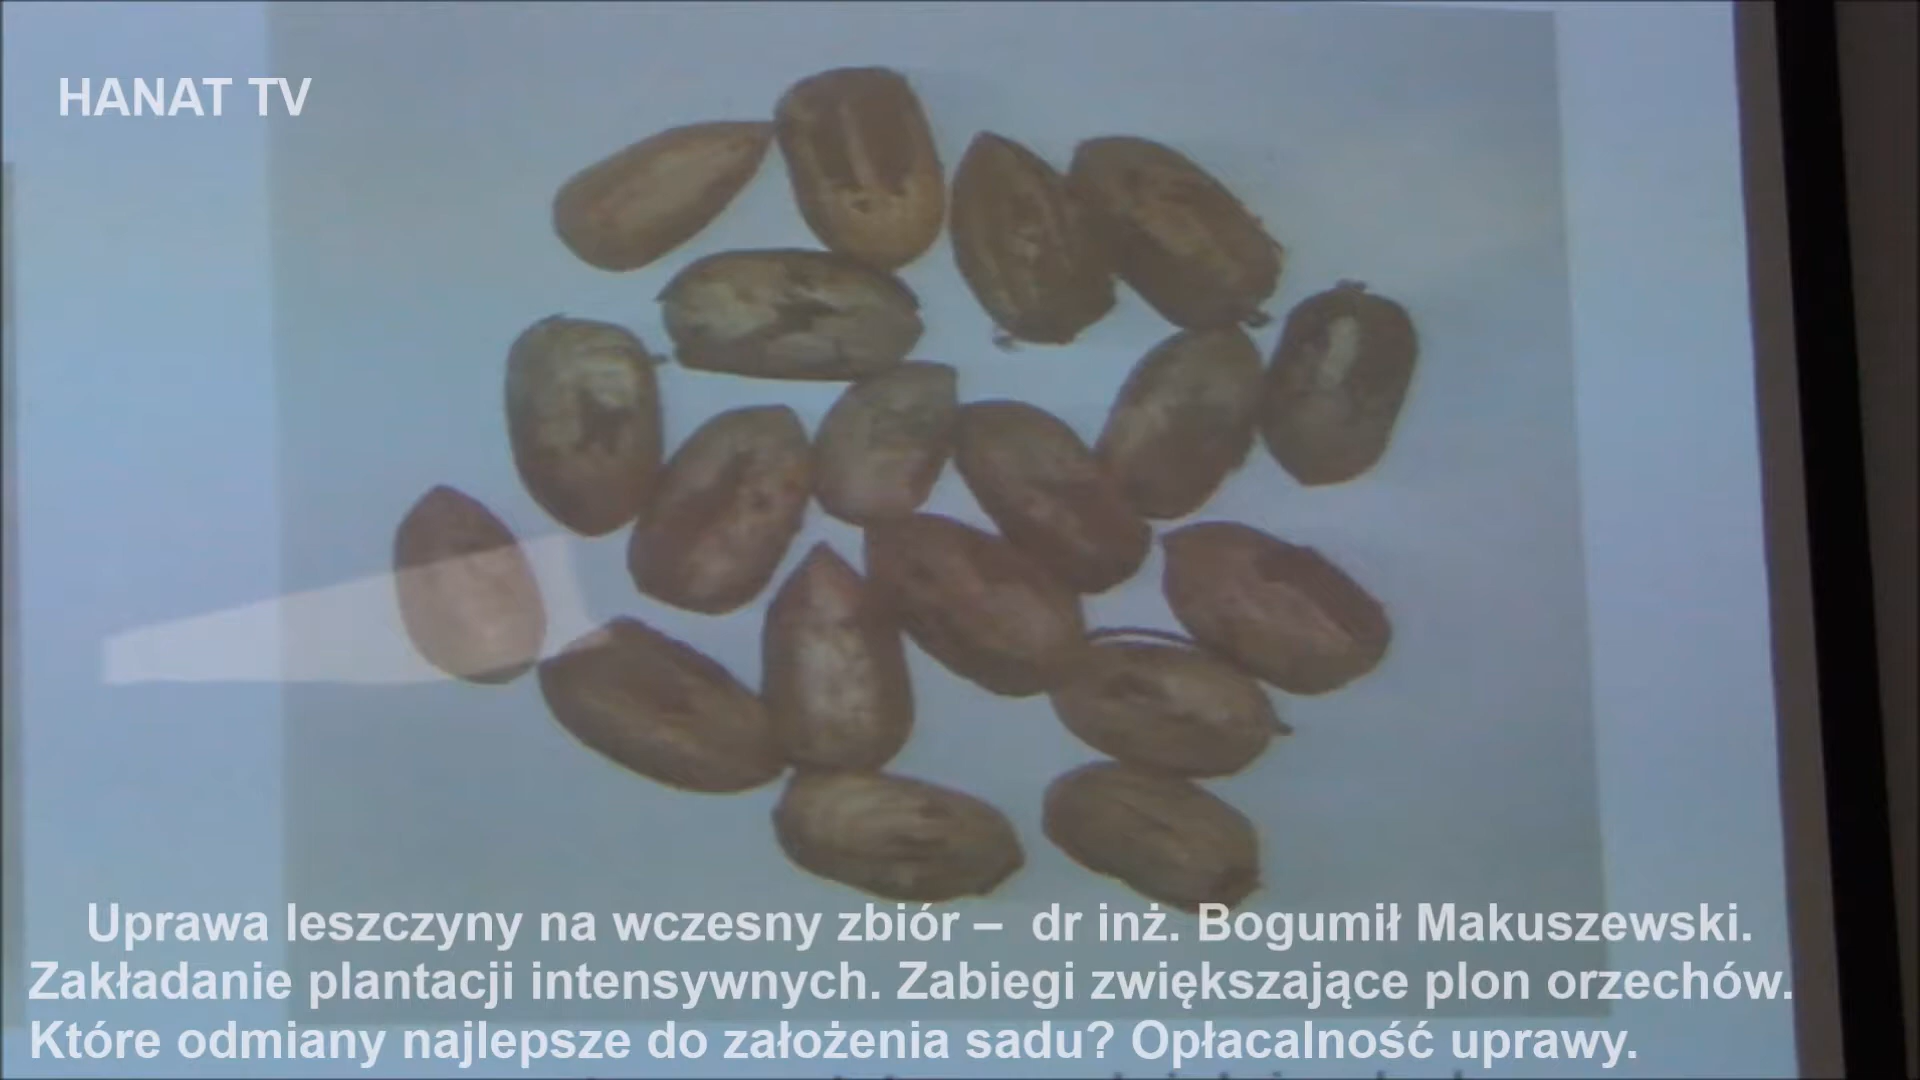 HANAT TV
Uprawa leszczyny na wczesny zbiór – dr inż. Bogumił Makuszewski.
Zakładanie plantacji intensywnych. Zabiegi zwiększające plon orzechów.
Które odmiany najlepsze do założenia sadu? Opłacalność uprawy.